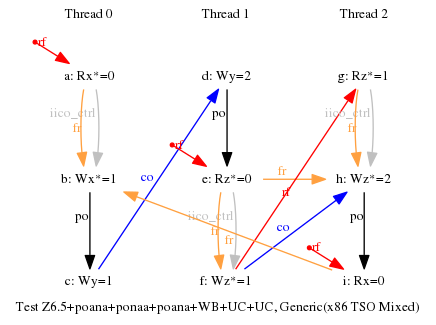 Thread 0 Thread 1 Thread 2
rf
a: Rx*=0 d: Wy=2 g: Rz*=1
iico_ctrl po iico_ctrl
fr fr
rf
b: Wx*=1 co e: Rz*=0 fr h: Wz*=2
rf
po iico_ctrl po
fr co
fr
rf
c: Wy=1 f: Wz*=1 i: Rx=0
Test Z6.5+poana+ponaa+poana+WB+UC+UC, Generic(x86 TSO Mixed)